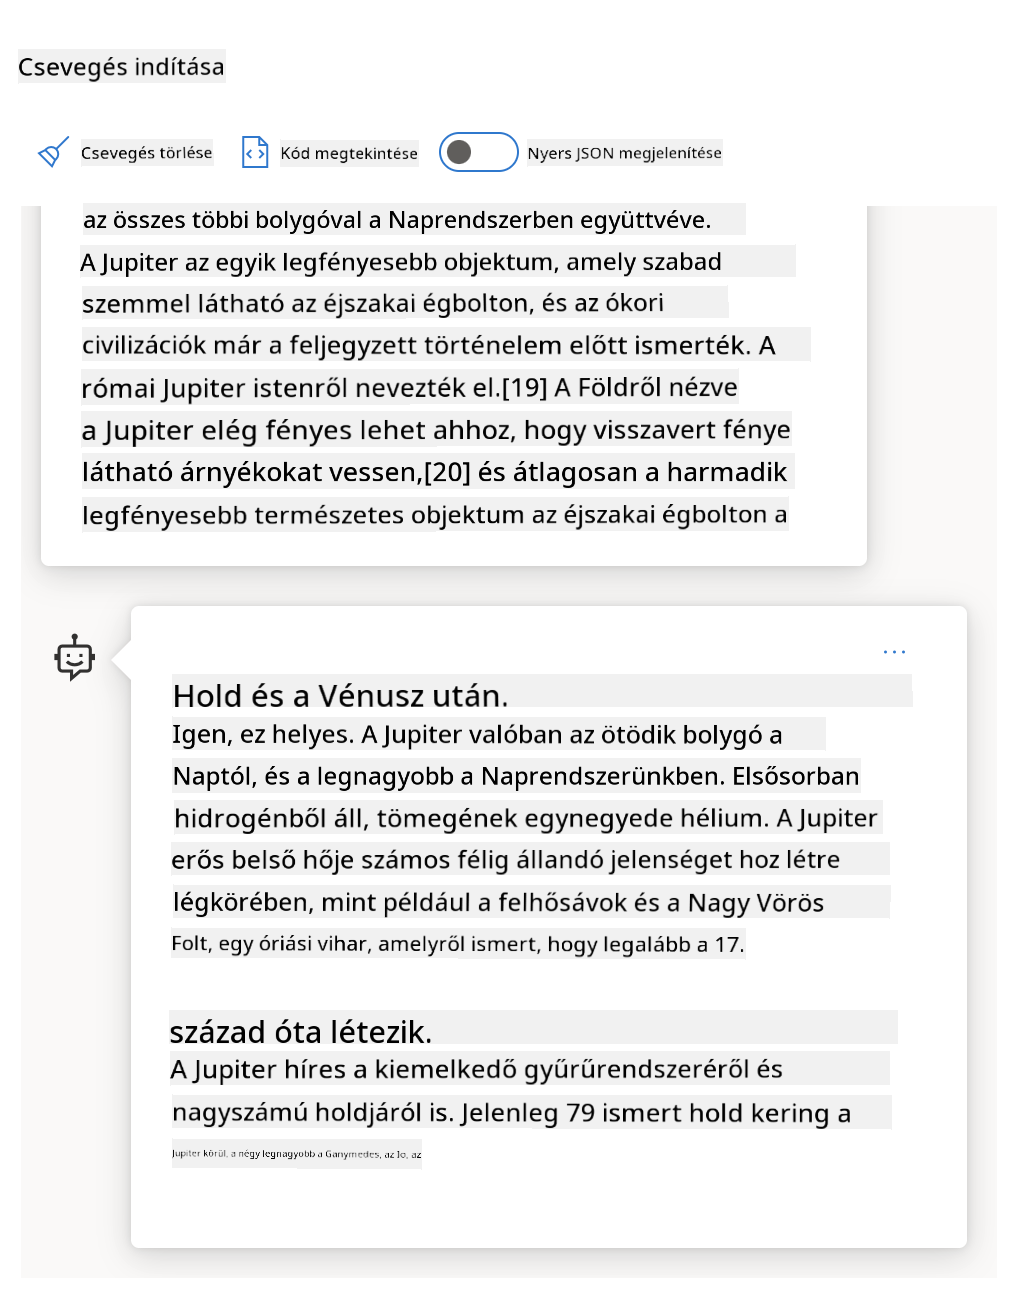 Csevegés indítása
Csevegés törlése
Kód megtekintése
Nyers JSON megjelenítése
az összes többi bolygóval a Naprendszerben együttvéve.
A Jupiter az egyik legfényesebb objektum, amely szabad
szemmel látható az éjszakai égbolton, és az ókori
civilizációk már a feljegyzett történelem előtt ismerték. A
római Jupiter istenről nevezték el.[19] A Földről nézve
a Jupiter elég fényes lehet ahhoz, hogy visszavert fénye
látható árnyékokat vessen,[20] és átlagosan a harmadik
legfényesebb természetes objektum az éjszakai égbolton a
Hold és a Vénusz után.
Igen, ez helyes. A Jupiter valóban az ötödik bolygó a
Naptól, és a legnagyobb a Naprendszerünkben. Elsősorban
hidrogénből áll, tömegének egynegyede hélium. A Jupiter
erős belső hője számos félig állandó jelenséget hoz létre
légkörében, mint például a felhősávok és a Nagy Vörös
Folt, egy óriási vihar, amelyről ismert, hogy legalább a 17.
század óta létezik.
A Jupiter híres a kiemelkedő gyűrűrendszeréről és
nagyszámú holdjáról is. Jelenleg 79 ismert hold kering a
Jupiter körül, a négy legnagyobb a Ganymedes, az Io, az